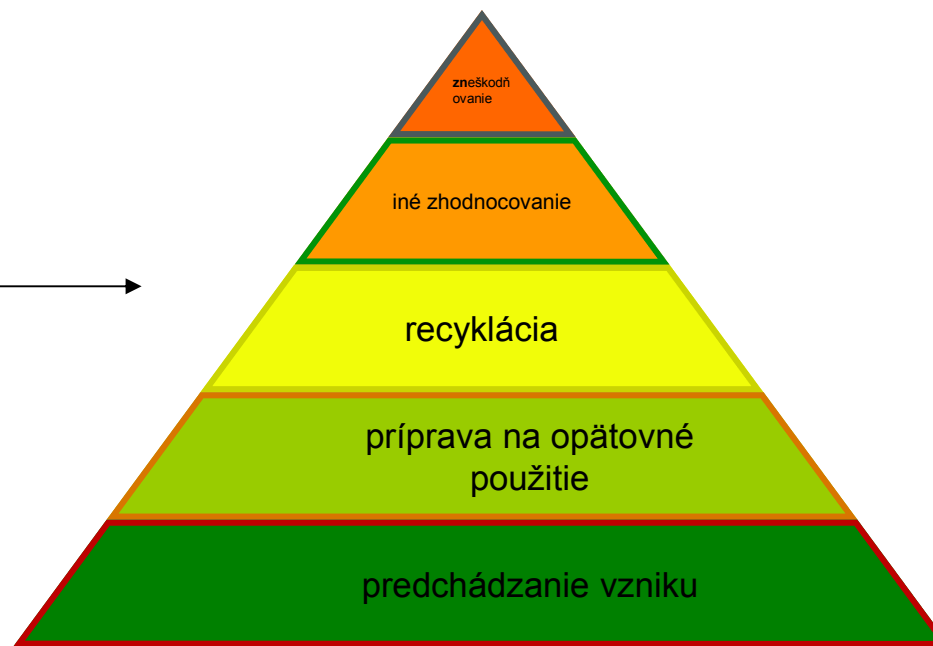 zneškodň
ovanie
iné zhodnocovanie
recyklácia
príprava na opätovné
použitie
predchádzanie vzniku